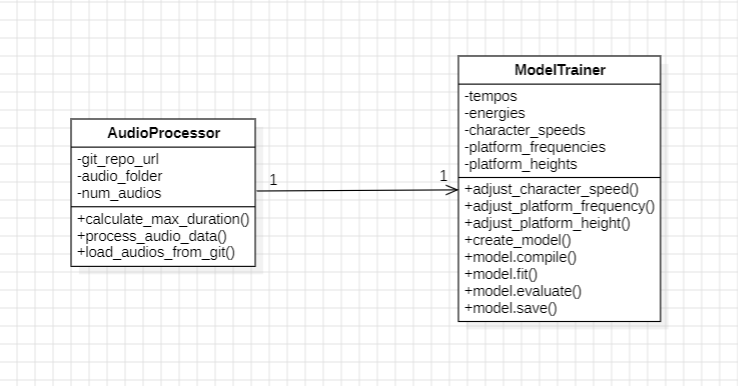 AudioProcessor
-git_repo_url
-audio_folder
-num_audios
+calculate_max_duration()
+process_audio_data()
+load_audios_from_git()
1
1
ModelTrainer
-tempos
-energies
-character_speeds
-platform_frequencies
-platform_heights
+adjust_character_speed()
+adjust_platform_frequency()
+adjust_platform_height()
+create_model()
+model.compile()
+model.fit()
+model.evaluate()
+model.save()